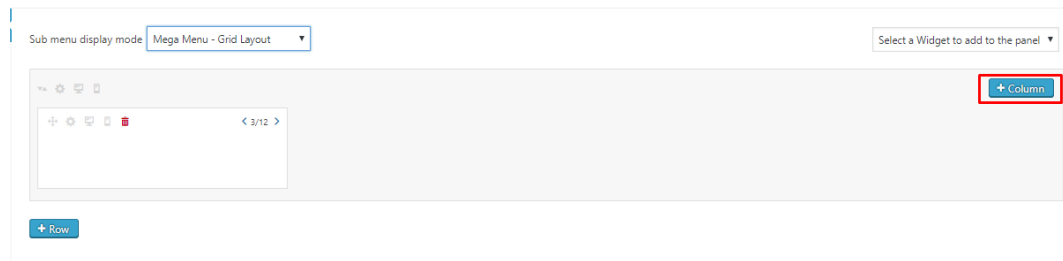 Sub menu display mode Mega Menu - Grid Layout
Select a Widget to add to the panel
+ Column
< 3/12 >
+ Row